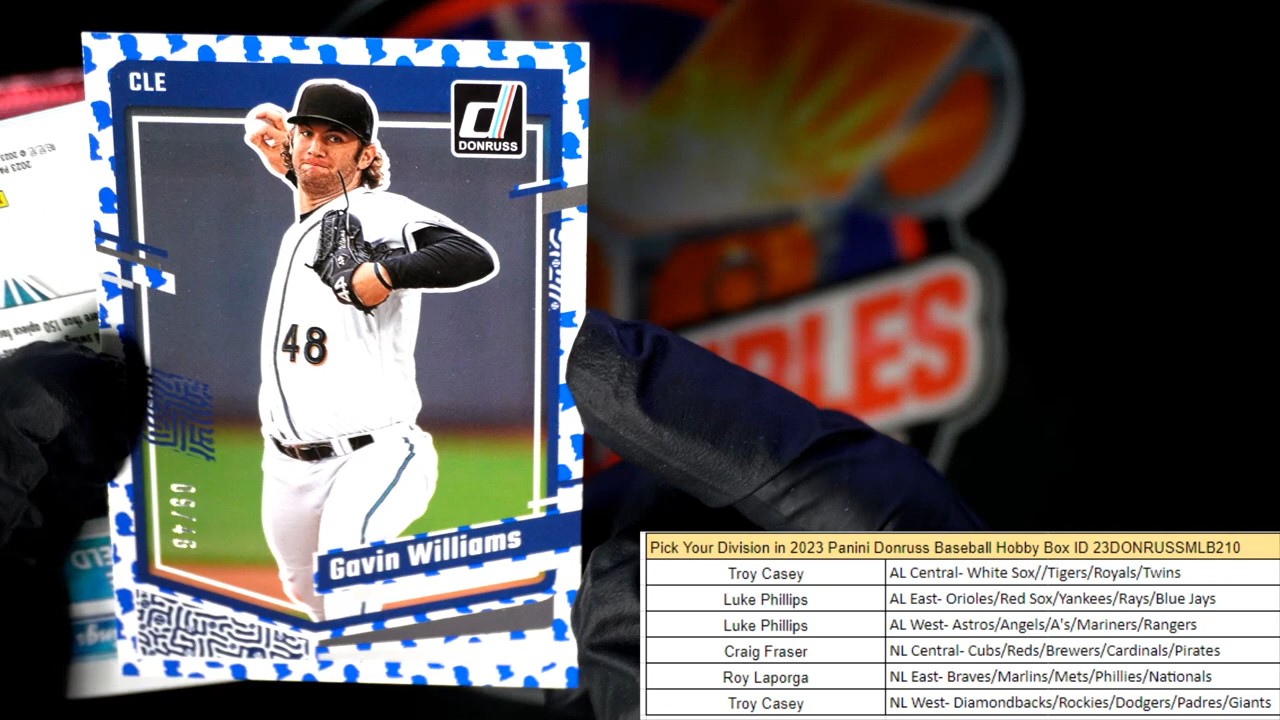 CLE
DONRUSS
48
44
Gavin Williams
RLES
Pick Your Division in 2023 Panini Donruss Baseball Hobby Box ID 23DONRUSSMLB210
Troy Casey AL Central- White Sox//Tigers/Royals/Twins
Luke Phillips AL East- Orioles/Red Sox/Yankees/Rays/Blue Jays
Luke Phillips AL West- Astros/Angels/A's/Mariners/Rangers
Craig Fraser NL Central- Cubs/Reds/Brewers/Cardinals/Pirates
Roy Laporga NL East- Braves/Marlins/Mets/Phillies/Nationals
Troy Casey NL West- Diamondbacks/Rockies/Dodgers/Padres/Giants